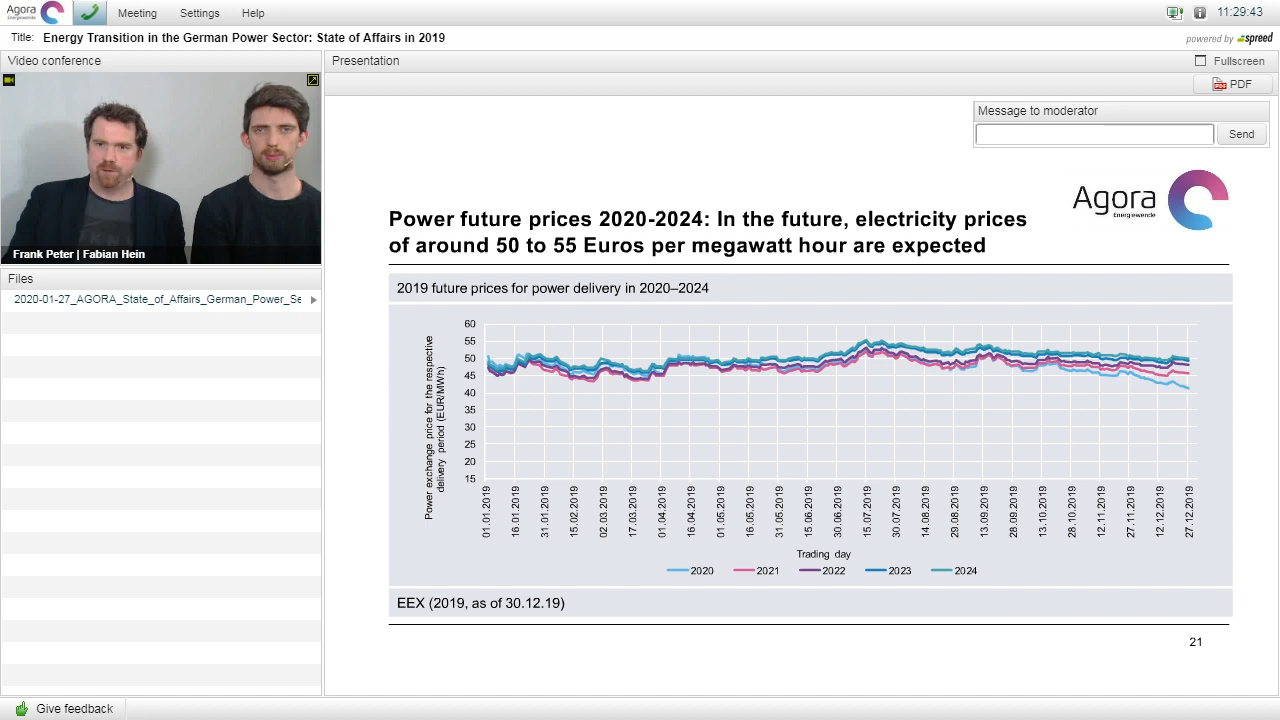 Agora
Energiewende
Meeting
Settings
Help
11:29:43
Title: Energy Transition in the German Power Sector: State of Affairs in 2019
powered by spreed
Video conference
Presentation
Fullscreen
PDF
Message to moderator
Send
Frank Peter | Fabian Hein
Files
2020-01-27_AGORA_State_of_Affairs_German_Power_Se
Agora
Energiewende
Power future prices 2020-2024: In the future, electricity prices
of around 50 to 55 Euros per megawatt hour are expected
2019 future prices for power delivery in 2020–2024
Power exchange price for the respective
delivery period (EUR/MWh)
60
55
50
45
40
35
30
25
20
15
01.01.2019
16.01.2019
31.01.2019
15.02.2019
02.03.2019
17.03.2019
01.04.2019
16.04.2019
01.05.2019
16.05.2019
31.05.2019
15.06.2019
30.06.2019
15.07.2019
30.07.2019
14.08.2019
29.08.2019
13.09.2019
28.09.2019
13.10.2019
28.10.2019
12.11.2019
27.11.2019
12.12.2019
27.12.2019
Trading day
2020
2021
2022
2023
2024
EEX (2019, as of 30.12.19)
21
Give feedback